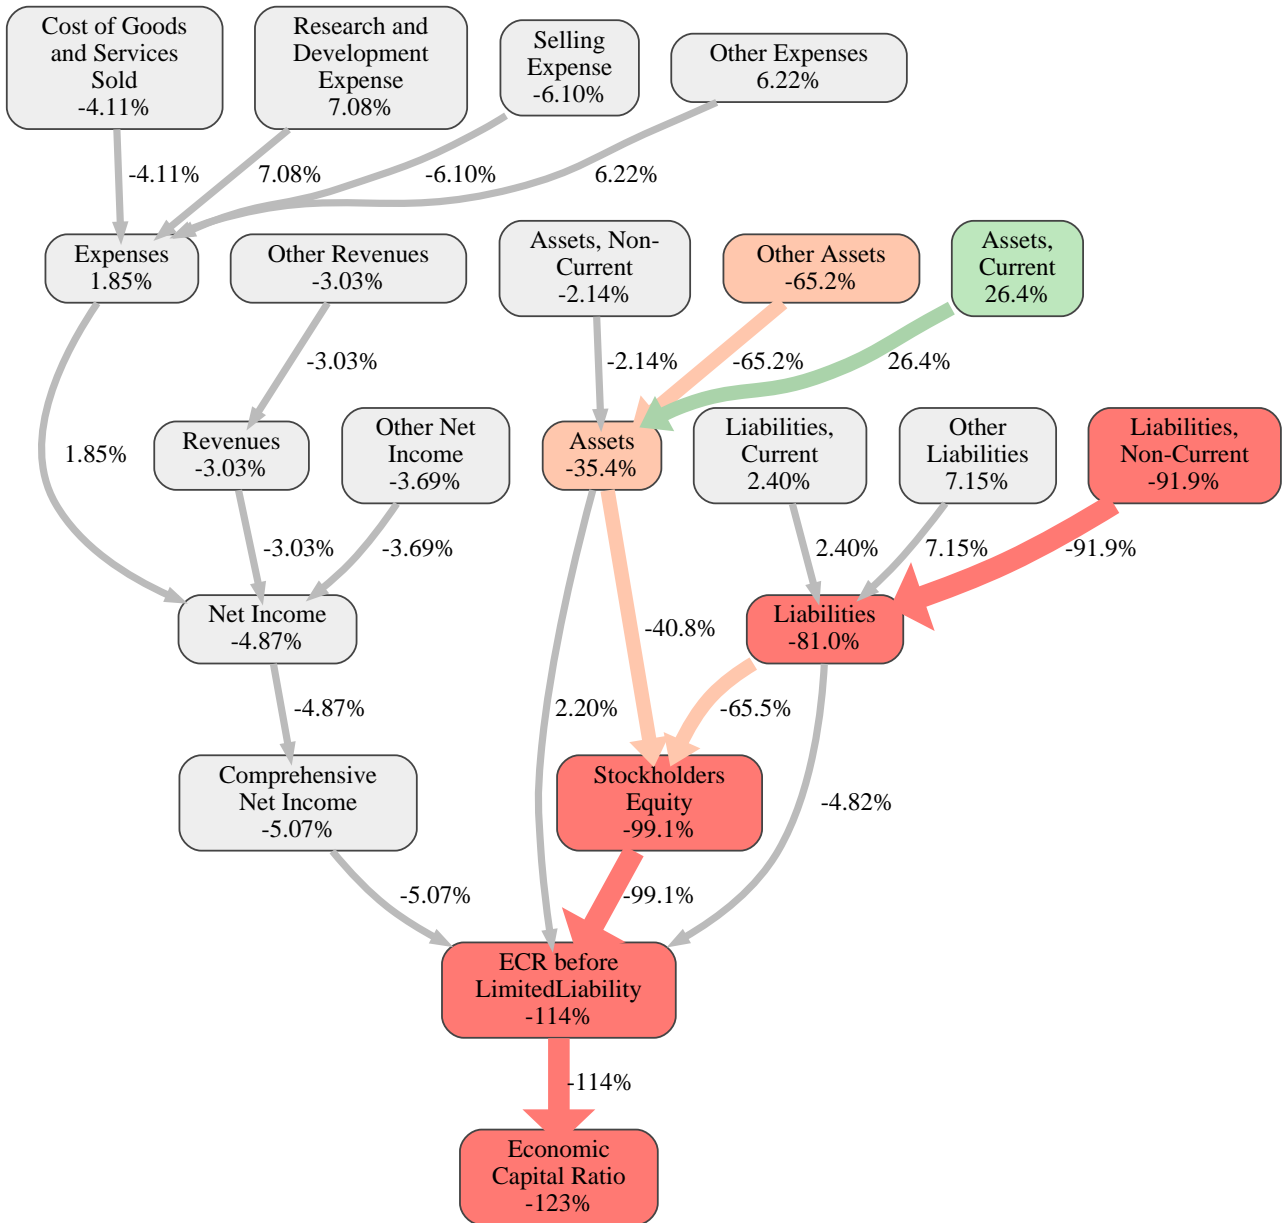 Cost of Goods
and Services
Sold
-4.11%
Research and
Development
Expense
7.08%
Selling
Expense
-6.10%
Other Expenses
6.22%
-4.11%
7.08%
-6.10%
6.22%
Expenses
1.85%
Other Revenues
-3.03%
Assets, Non-
Current
-2.14%
Other Assets
-65.2%
Assets,
Current
26.4%
-3.03%
-2.14%
-65.2%
26.4%
1.85%
Revenues
-3.03%
Other Net
Income
-3.69%
Assets
-35.4%
Liabilities,
Current
2.40%
Other
Liabilities
7.15%
Liabilities,
Non-Current
-91.9%
-3.03%
-3.69%
2.40%
7.15%
-91.9%
Net Income
-4.87%
-40.8%
Liabilities
-81.0%
-4.87%
2.20%
-65.5%
Comprehensive
Net Income
-5.07%
Stockholders
Equity
-99.1%
-4.82%
-5.07%
-99.1%
ECR before
LimitedLiability
-114%
-114%
Economic
Capital Ratio
-123%